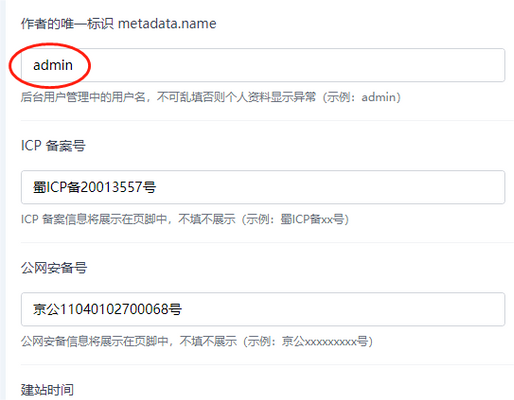 作者的唯一标识 metadata.name
admin
后台用户管理中的用户名，不可乱填否则个人资料显示异常（示例：admin）
ICP 备案号
蜀ICP备20013557号
ICP 备案信息将展示在页脚中，不填不展示（示例：蜀ICP备xx号）
公网安备号
京公11040102700068号
公网安备信息将展示在页脚中，不填不展示（示例：京公xxxxxxxxx号）
建站时间